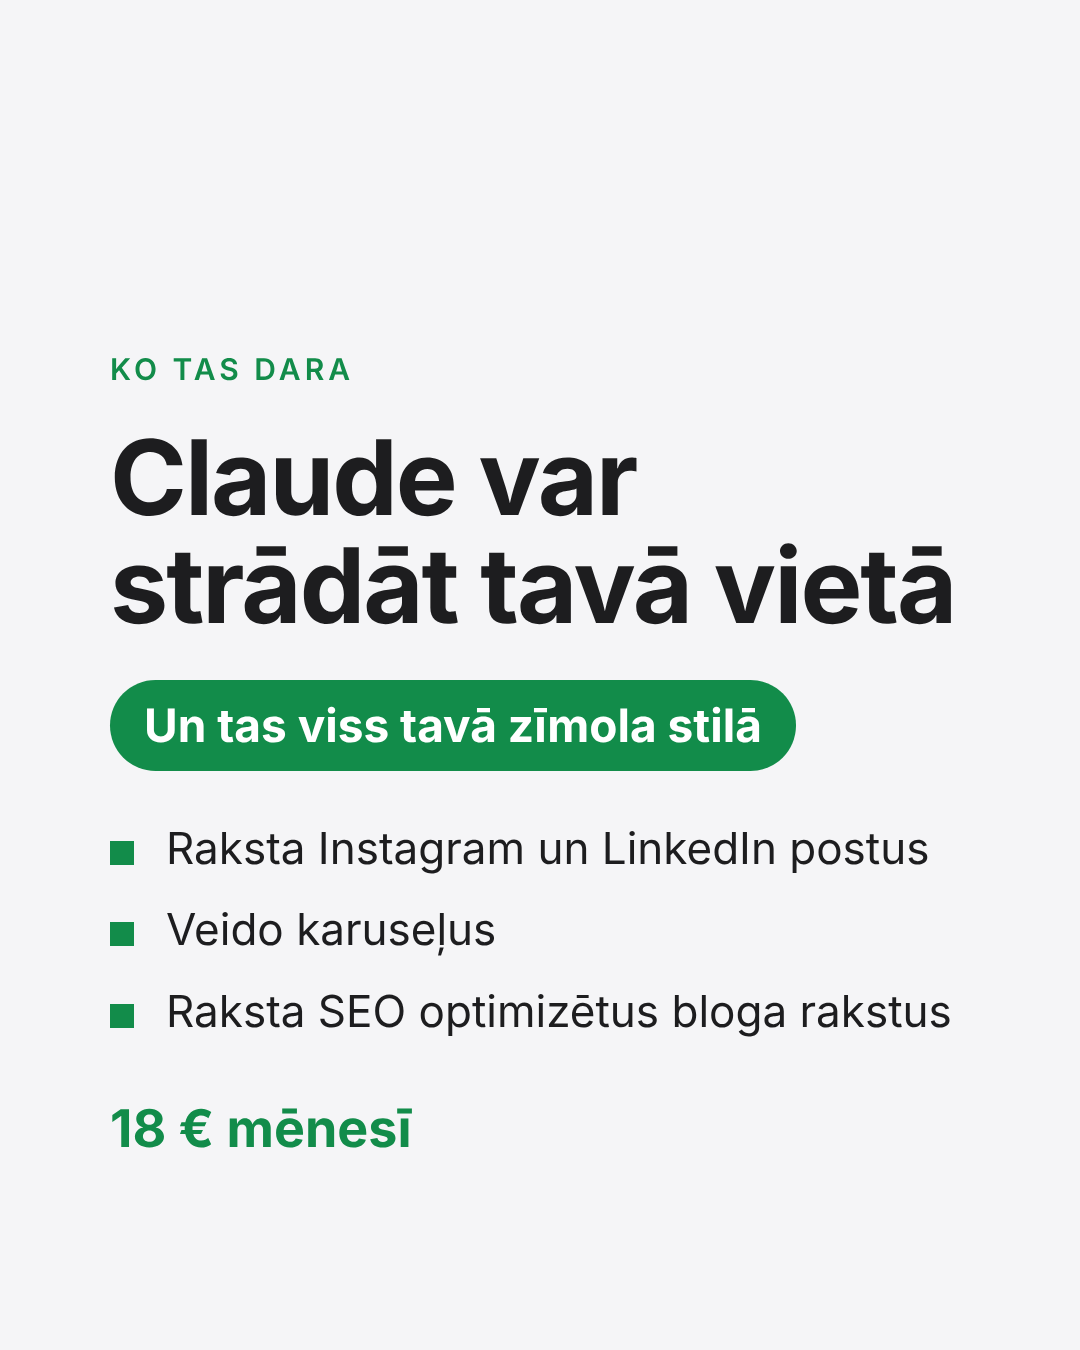 KO TAS DARA
Claude var
strādāt tavā vietā
Un tas viss tavā zīmola stilā
Raksta Instagram un LinkedIn postus
Veido karuseļus
Raksta SEO optimizētus bloga rakstus
18 € mēnesī